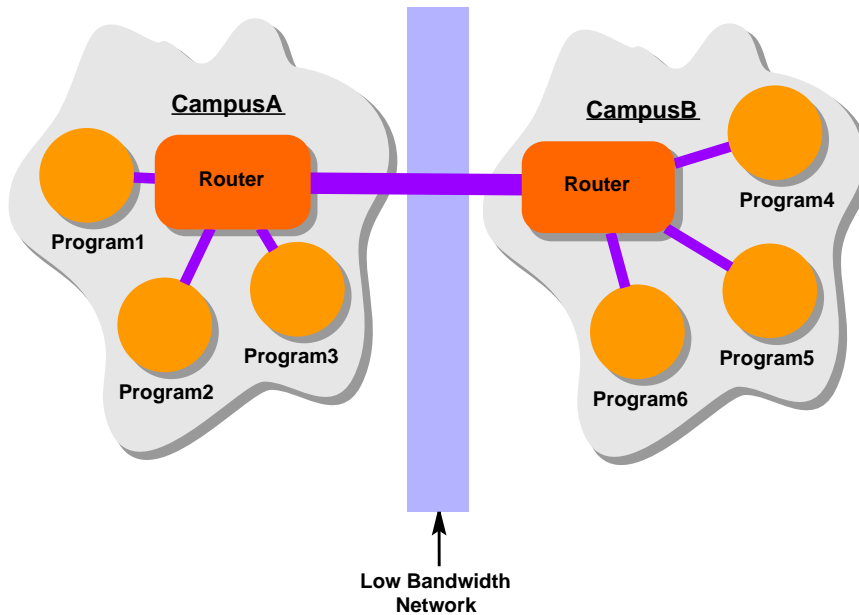 CampusA
Router
Program1
Program2
Program3
CampusB
Router
Program4
Program5
Program6
Low Bandwidth
Network